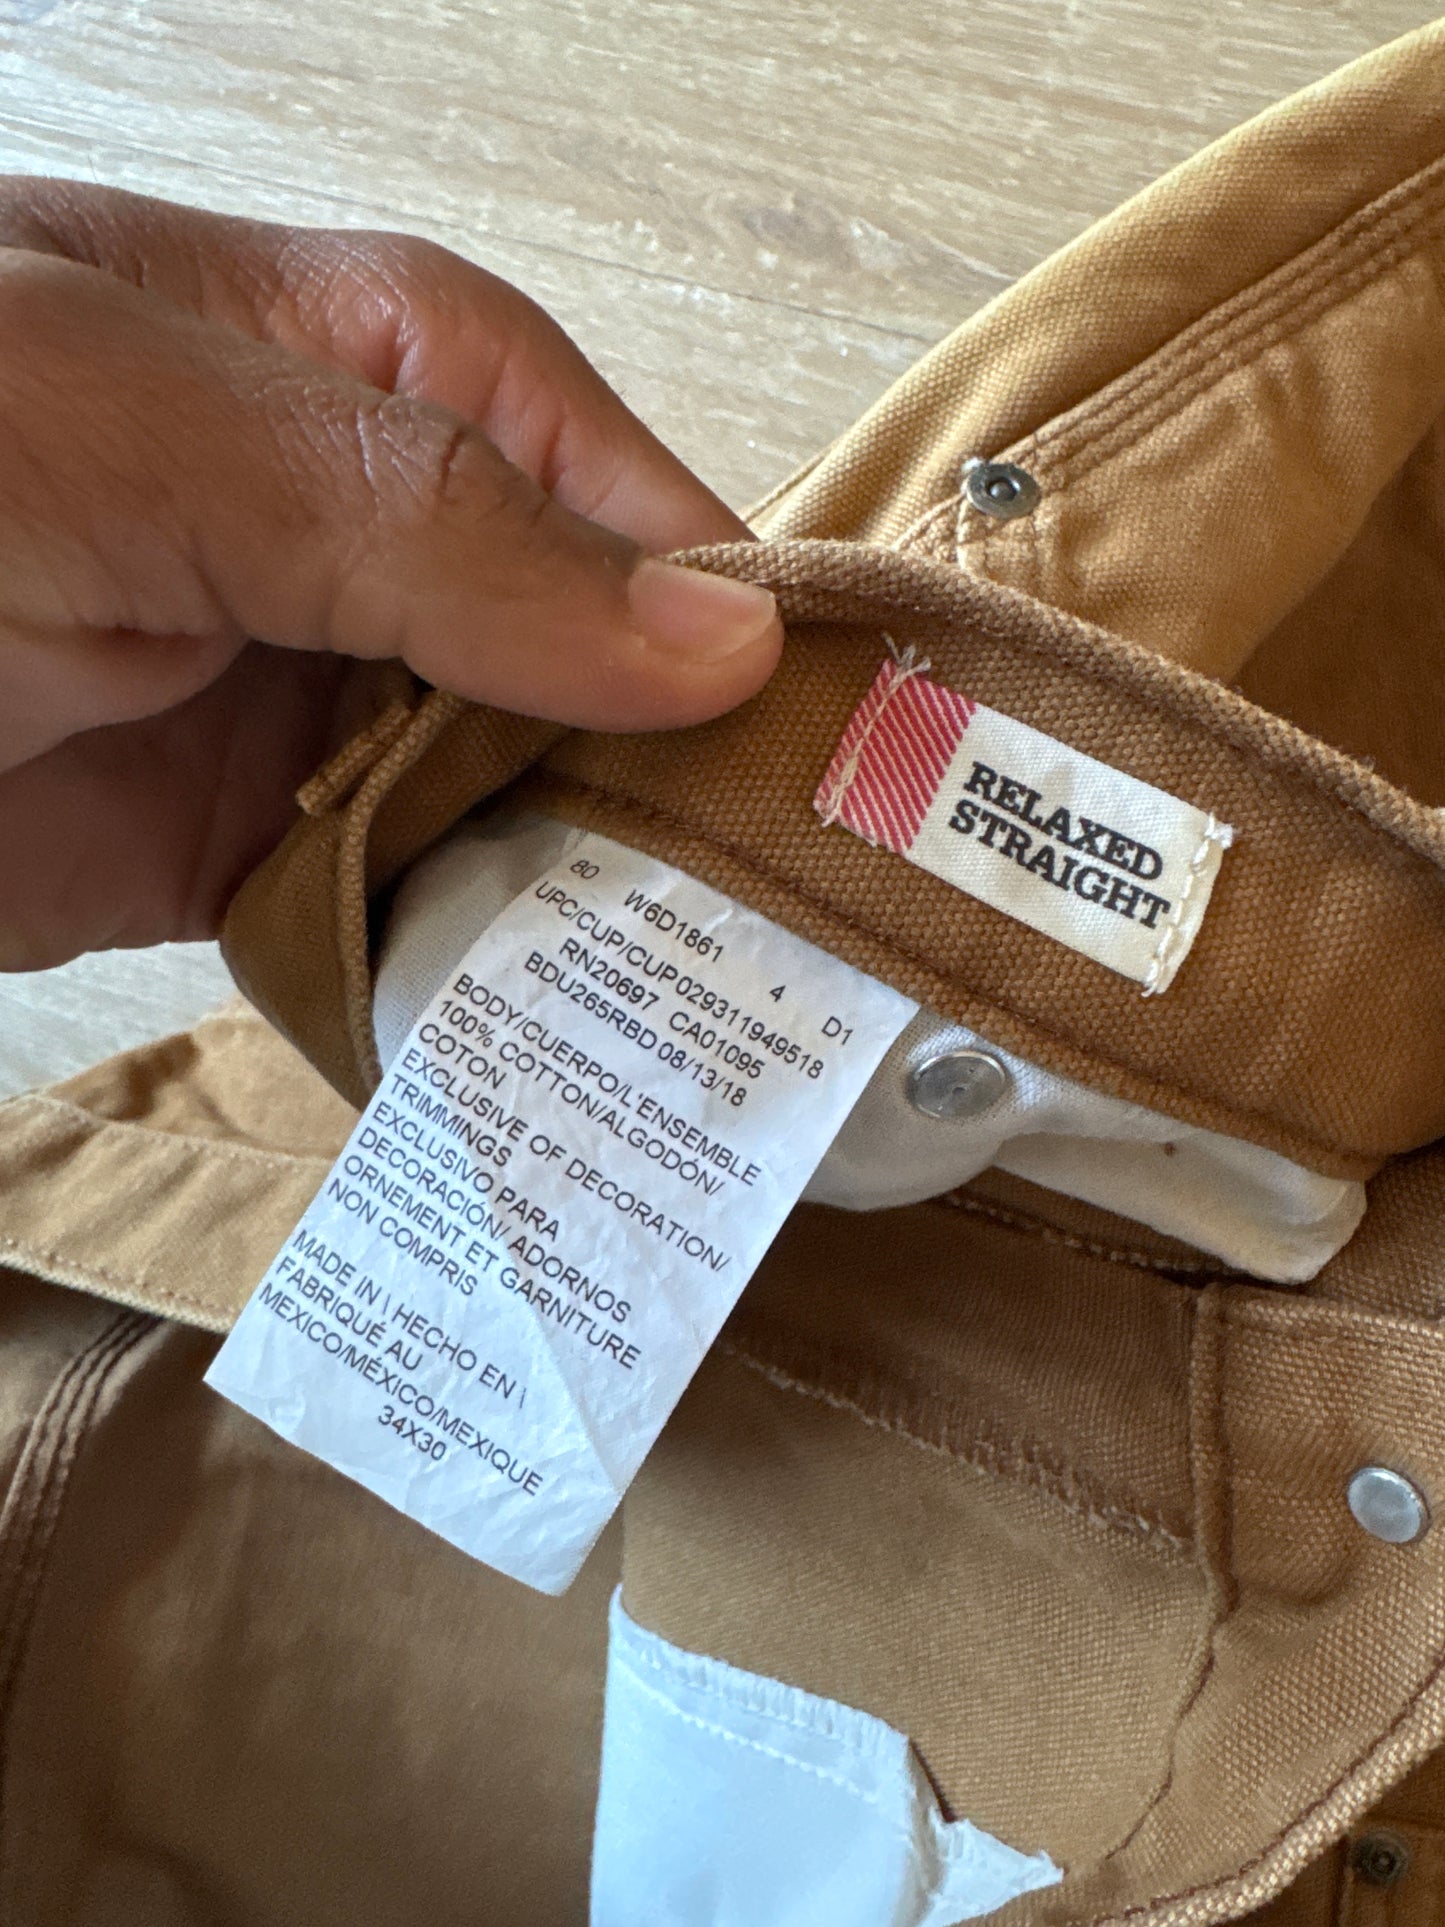 RELAXED
STRAIGHT
80 W6D1861 4 D1
UPC/CUP/CUP 029311949518
RN20697 CA01095
BDU265RBD 08/13/18
BODY/CUERPO/L'ENSEMBLE
100% COTTON/ALGODÓN/
COTON
EXCLUSIVE OF DECORATION/
TRIMMINGS
EXCLUSIVO PARA
DECORACIÓN/ ADORNOS
ORNEMENT ET GARNITURE
NON COMPRIS
MADE IN \ HECHO EN \
FABRIQUÉ AU
MEXICO/MÉXICO/MEXIQUE
34X30